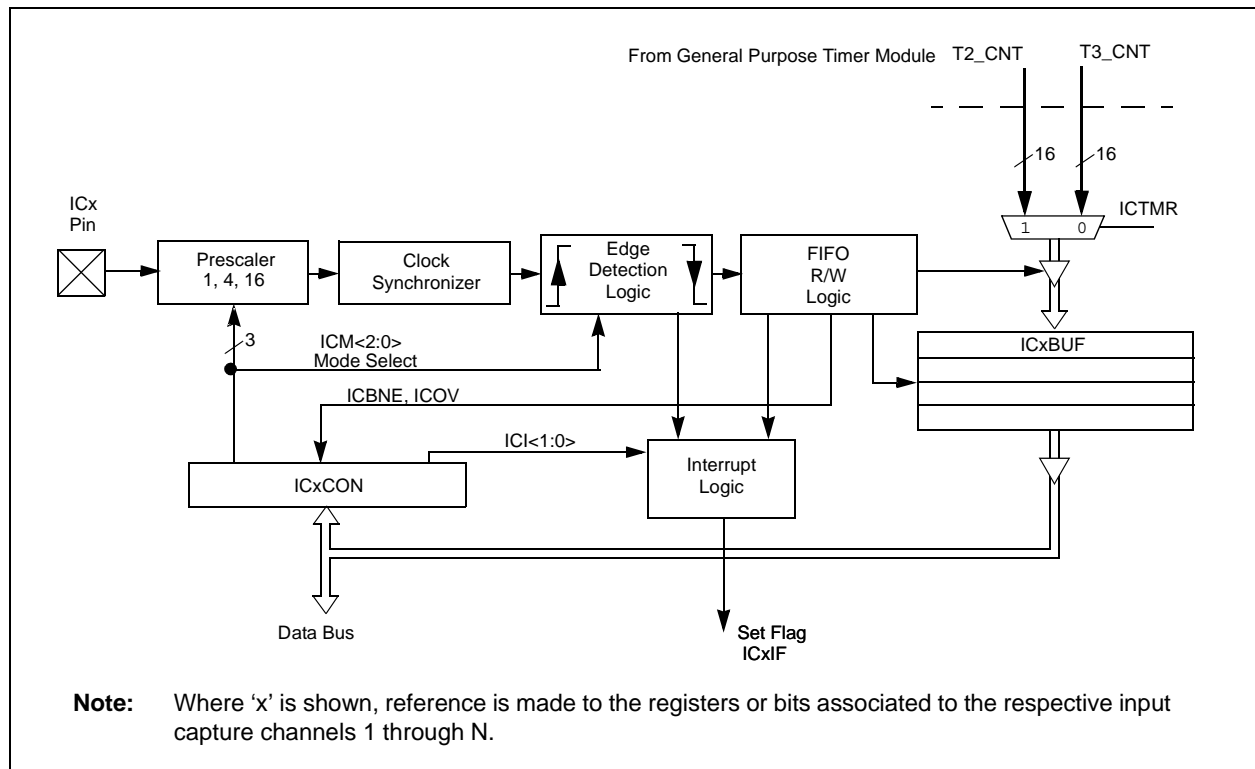 From General Purpose Timer Module
T2_CNT
T3_CNT
16
16
ICx
Pin
1
0
ICTMR
Prescaler
1, 4, 16
Clock
Synchronizer
Edge
Detection
Logic
FIFO
R/W
Logic
3
ICM<2:0>
Mode Select
ICxBUF
ICBNE, ICOV
ICI<1:0>
ICxCON
Interrupt
Logic
Data Bus
Set Flag
ICxIF
Note: Where ‘x’ is shown, reference is made to the registers or bits associated to the respective input
capture channels 1 through N.